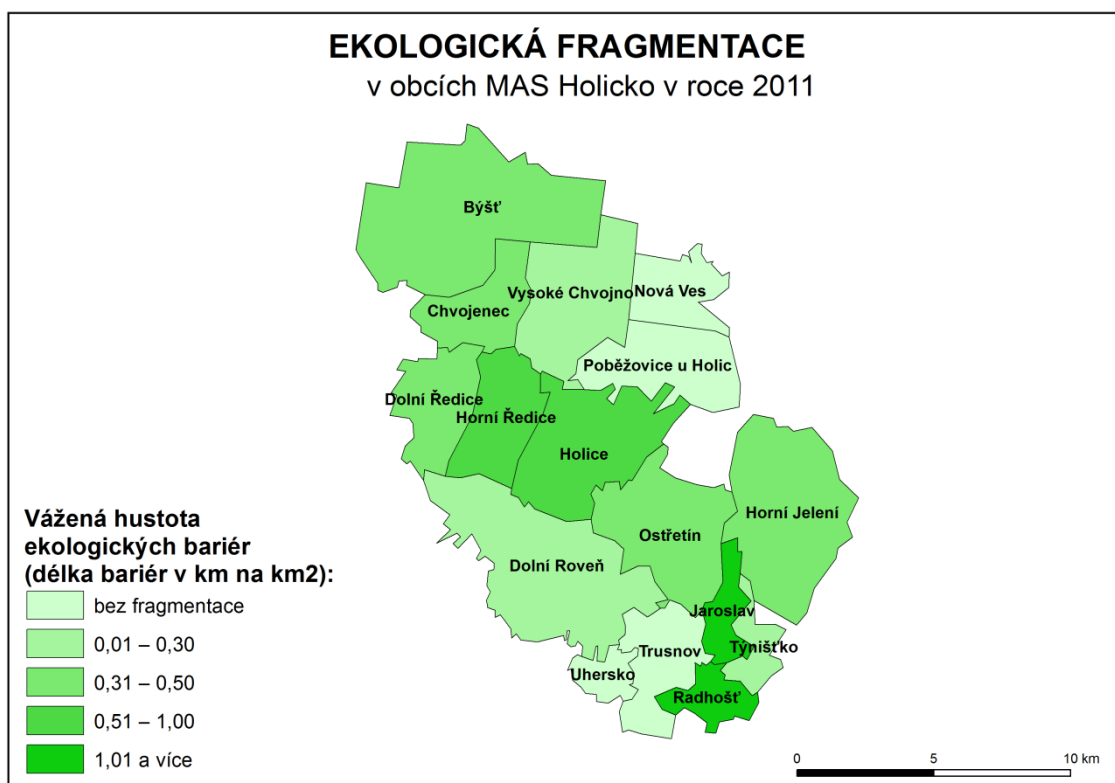 EKOLOGICKÁ FRAGMENTACE
v obcích MAS Holicko v roce 2011
Býšť
Vysoké Chvojno
Nová Ves
Chvojenec
Poběžovice u Holic
Dolní Ředice
Horní Ředice
Holice
Horní Jelení
Ostřetín
Dolní Roveň
Jaroslav
Týnišťko
Trusnov
Uhersko
Radhošť
Vážená hustota
ekologických bariér
(délka bariér v km na km2):
bez fragmentace
0,01 – 0,30
0,31 – 0,50
0,51 – 1,00
1,01 a více
0 5 10 km